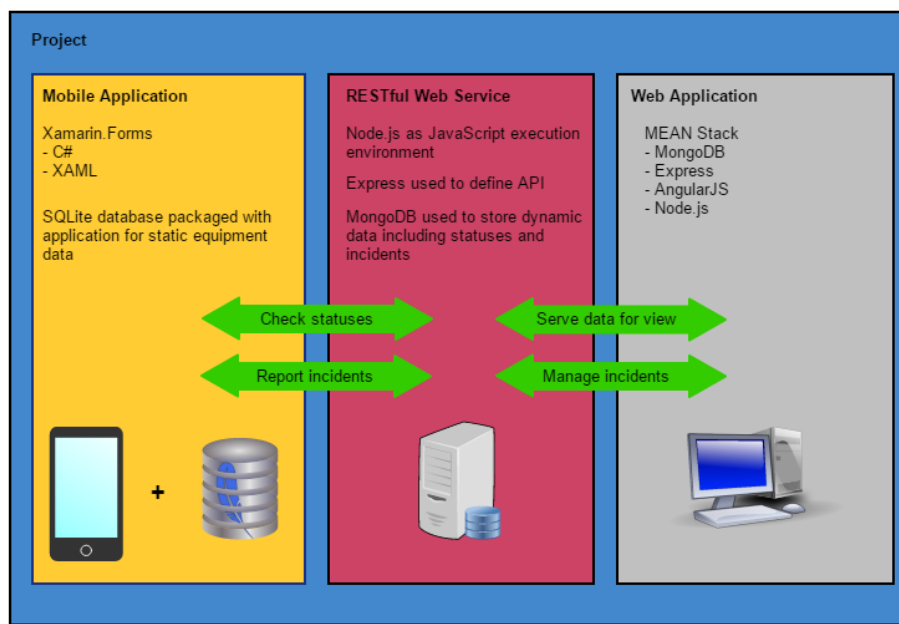 Project
Mobile Application
Xamarin.Forms
- C#
- XAML
SQLite database packaged with
application for static equipment
data
RESTful Web Service
Node.js as JavaScript execution
environment
Express used to define API
MongoDB used to store dynamic
data including statuses and
incidents
Web Application
MEAN Stack
- MongoDB
- Express
- AngularJS
- Node.js
Check statuses
Serve data for view
Report incidents
Manage incidents
+